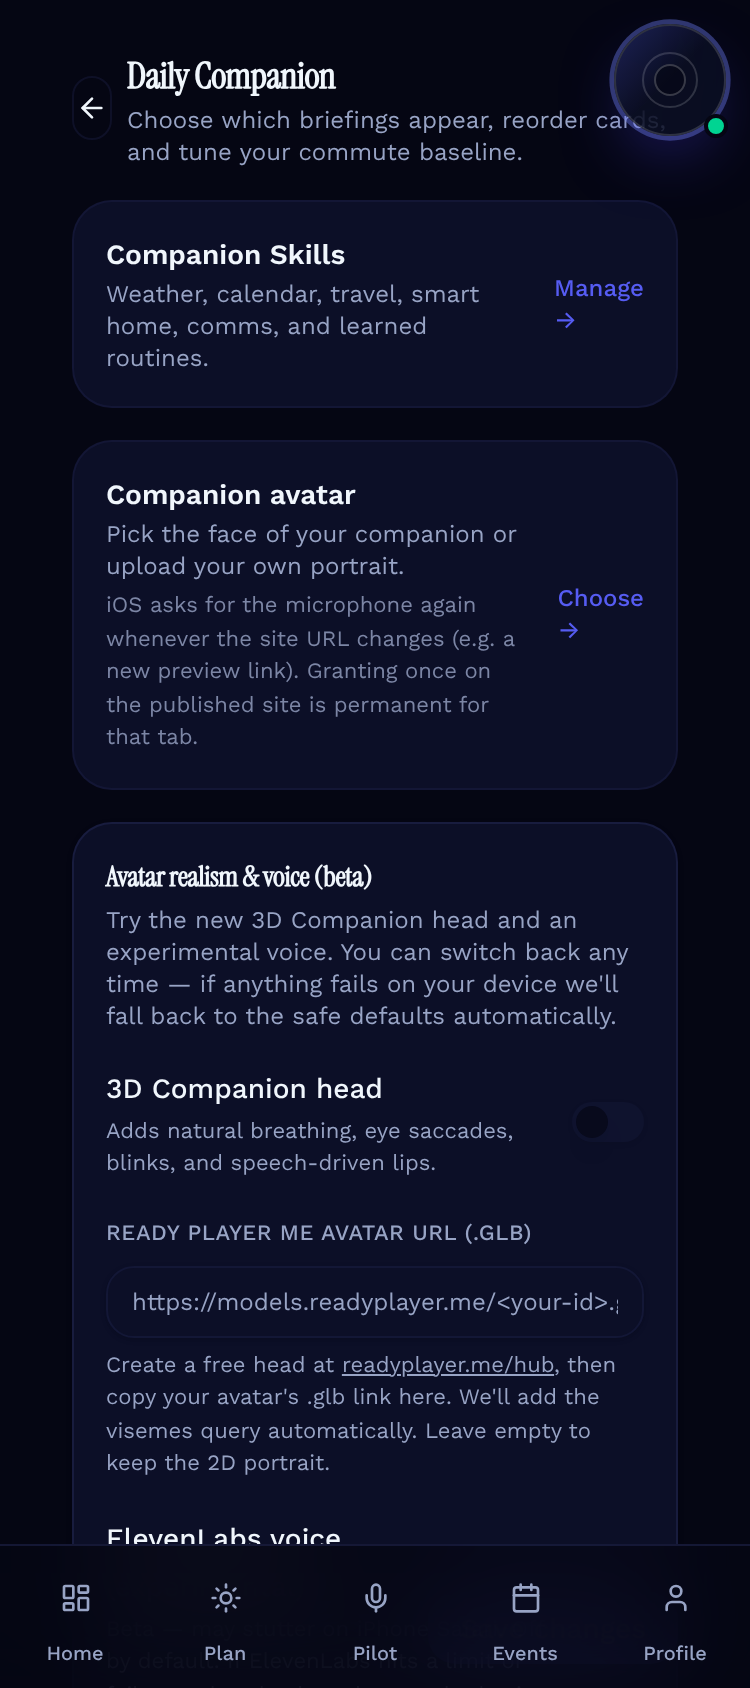 Daily Companion
Choose which briefings appear, reorder cards,
and tune your commute baseline.
Companion Skills
Weather, calendar, travel, smart
home, comms, and learned
routines.
Manage
→
Companion avatar
Pick the face of your companion or
upload your own portrait.
iOS asks for the microphone again
whenever the site URL changes (e.g. a
new preview link). Granting once on
the published site is permanent for
that tab.
Choose
→
Avatar realism & voice (beta)
Try the new 3D Companion head and an
experimental voice. You can switch back any
time — if anything fails on your device we'll
fall back to the safe defaults automatically.
3D Companion head
Adds natural breathing, eye saccades,
blinks, and speech-driven lips.
READY PLAYER ME AVATAR URL (.GLB)
https://models.readyplayer.me/<your-id>.
Create a free head at readyplayer.me/hub, then
copy your avatar's .glb link here. We'll add the
visemes query automatically. Leave empty to
keep the 2D portrait.
ElevenLabs voice
by default. If ElevenLabs hits a limit or
Home
Plan
Pilot
Events
Profile